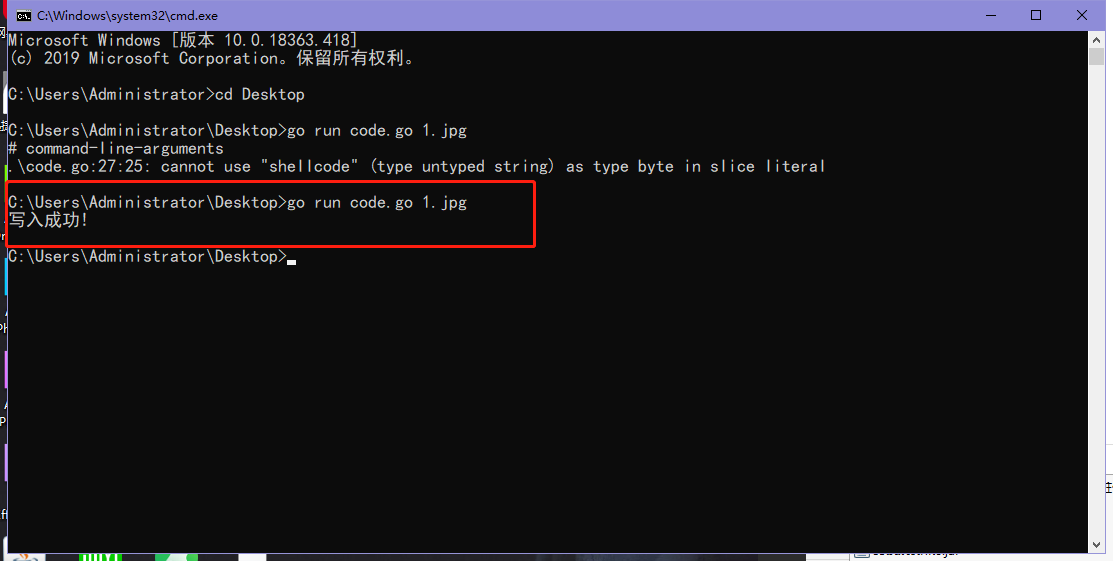 C:\Windows\system32\cmd.exe
Microsoft Windows [版本 10.0.18363.418]
(c) 2019 Microsoft Corporation。保留所有权利。
C:\Users\Administrator>cd Desktop
C:\Users\Administrator\Desktop>go run code.go 1.jpg
# command-line-arguments
.\code.go:27:25: cannot use "shellcode" (type untyped string) as type byte in slice literal
C:\Users\Administrator\Desktop>go run code.go 1.jpg
写入成功!
C:\Users\Administrator\Desktop>